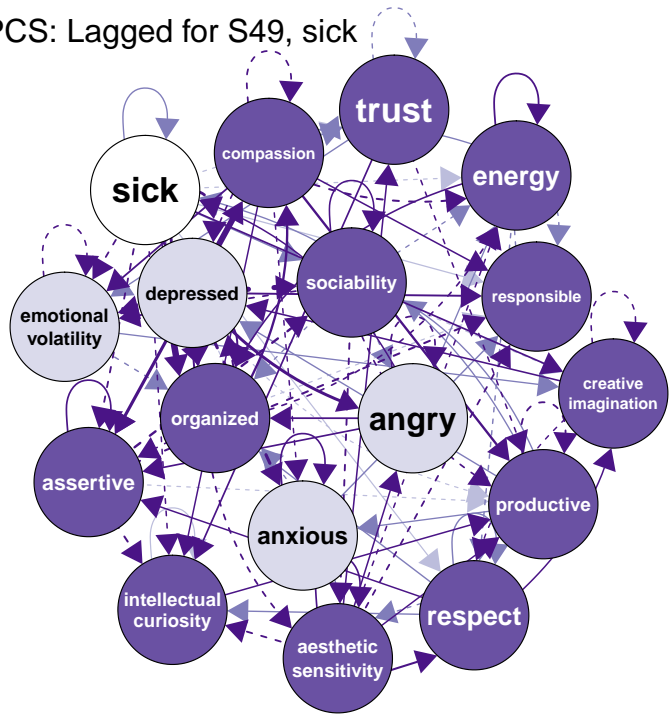 PCS: Lagged for S49, sick
trust
compassion
energy
sick
sociability
depressed
responsible
emotional
volatility
creative
imagination
organized
angry
assertive
productive
anxious
intellectual
curiosity
respect
aesthetic
sensitivity